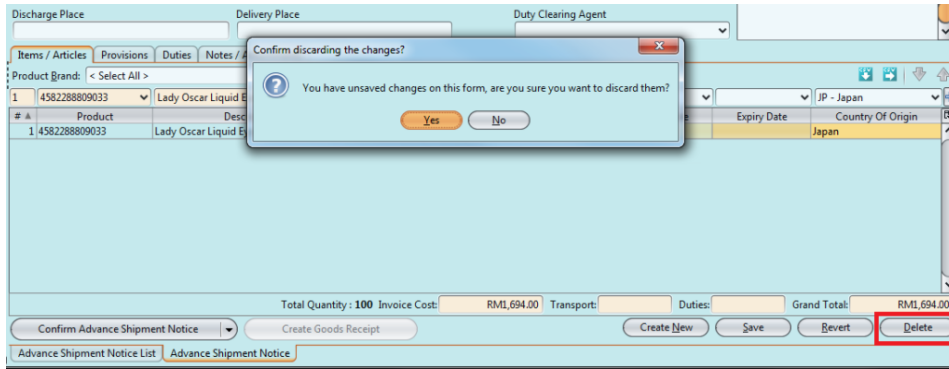 Discharge Place Delivery Place Duty Clearing Agent
Items / Articles Provisions Duties Notes / A
Confirm discarding the changes?
Product Brand: < Select All >
You have unsaved changes on this form, are you sure you want to discard them?
Yes No
1 4582288809033 Lady Oscar Liquid E JP - Japan
# Product Desc e Expiry Date Country Of Origin
1 4582288809033 Lady Oscar Liquid Ey Japan
Total Quantity : 100 Invoice Cost: RM1,694.00 Transport: Duties: Grand Total: RM1,694.00
Confirm Advance Shipment Notice Create Goods Receipt Create New Save Revert Delete
Advance Shipment Notice List Advance Shipment Notice